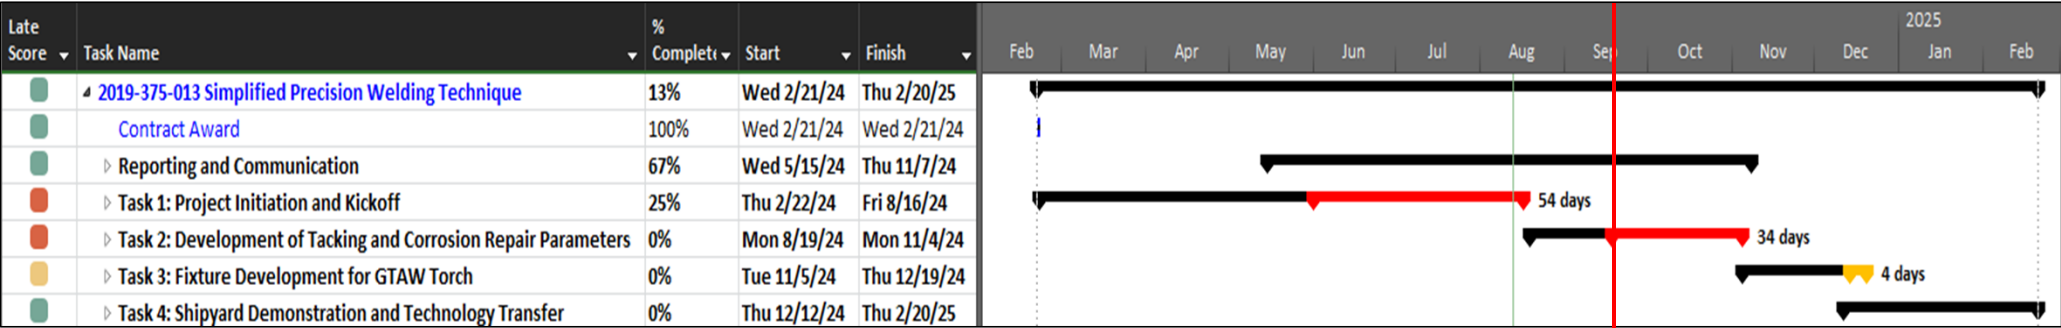 Late Score
Task Name
% Complete
Start
Finish
2025
Feb Mar Apr May Jun Jul Aug Sep Oct Nov Dec Jan Feb
2019-375-013 Simplified Precision Welding Technique 13% Wed 2/21/24 Thu 2/20/25
Contract Award 100% Wed 2/21/24 Wed 2/21/24
Reporting and Communication 67% Wed 5/15/24 Thu 11/7/24
Task 1: Project Initiation and Kickoff 25% Thu 2/22/24 Fri 8/16/24 54 days
Task 2: Development of Tacking and Corrosion Repair Parameters 0% Mon 8/19/24 Mon 11/4/24 34 days
Task 3: Fixture Development for GTAW Torch 0% Tue 11/5/24 Thu 12/19/24 4 days
Task 4: Shipyard Demonstration and Technology Transfer 0% Thu 12/12/24 Thu 2/20/25